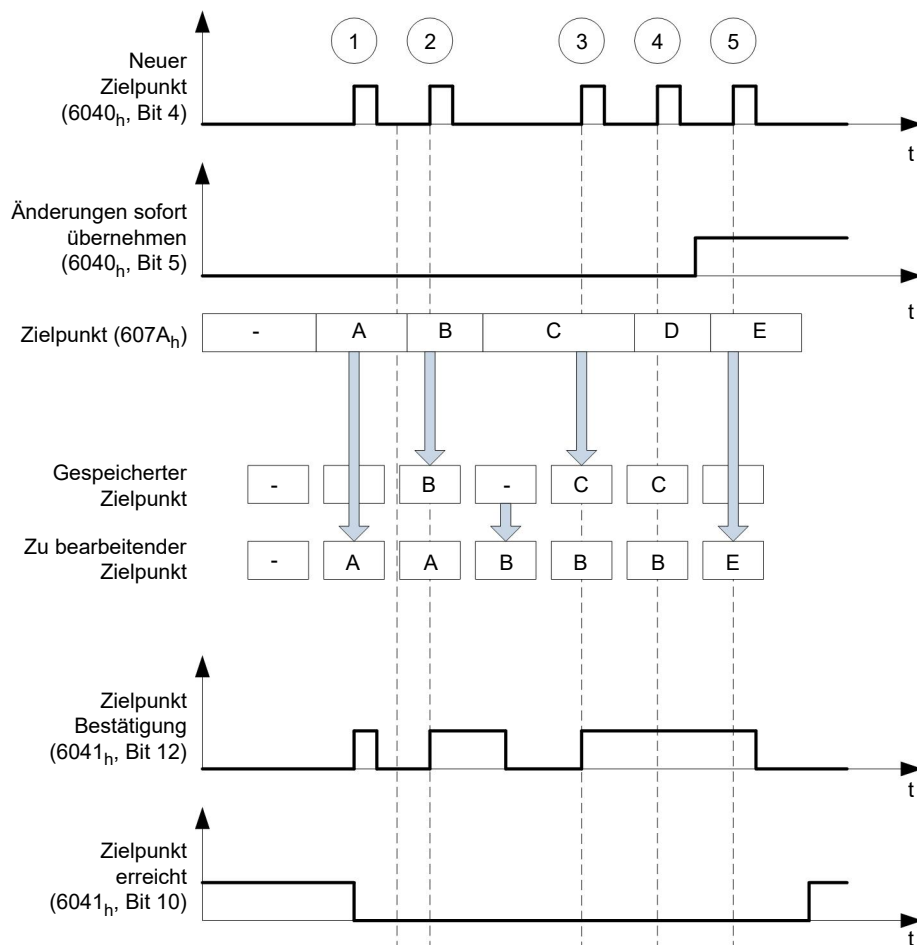 1 2 3 4 5
Neuer
Zielpunkt
(6040h, Bit 4)
t
Änderungen sofort
übernehmen
(6040h, Bit 5)
t
Zielpunkt (607Ah)
- A B C D E
Gespeicherter
Zielpunkt
- B - C C
Zu bearbeitender
Zielpunkt
- A A B B B E
Zielpunkt
Bestätigung
(6041h, Bit 12)
t
Zielpunkt
erreicht
(6041h, Bit 10)
t